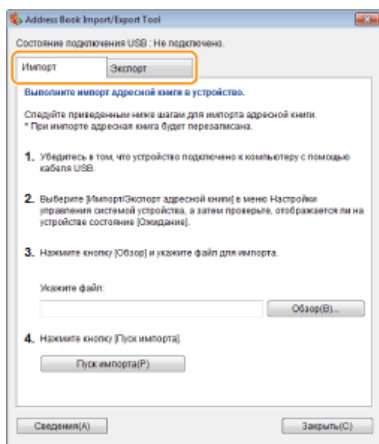 Address Book Import/Export Tool
Состояние подключения USB : Не подключено.
Импорт
Экспорт
Выполните импорт адресной книги в устройство.
Следуйте приведенным ниже шагам для импорта адресной книги.
* При импорте адресная книга будет перезаписана.
1. Убедитесь в том, что устройство подключено к компьютеру с помощью
кабеля USB.
2. Выберите [Импорт/Экспорт адресной книги] в меню Настройки
управления системой устройства, а затем проверьте, отображается ли на
устройстве состояние [Ожидание].
3. Нажмите кнопку [Обзор] и укажите файл для импорта.
Укажите файл:
Обзор(B)...
4. Нажмите кнопку [Пуск импорта].
Пуск импорта(P)
Сведения(A)
Закрыть(C)